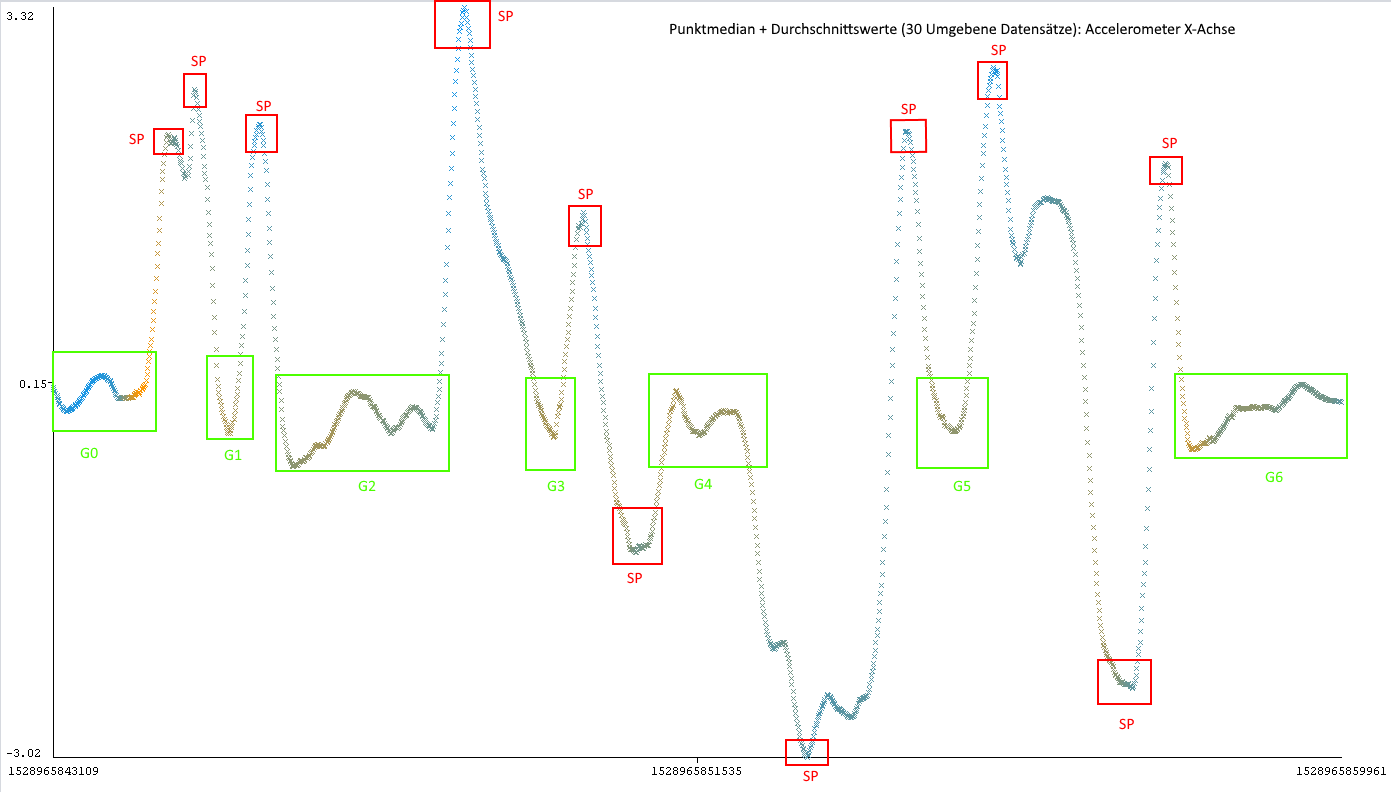 3.32
SP
Punktmedian + Durchschnittswerte (30 Umgebene Datensätze): Accelerometer X-Achse
SP
SP
SP
SP
SP
SP
SP
SP
0.15
G0
G1
G2
G3
G4
G5
G6
SP
SP
-3.02
SP
1528965843109
1528965851535
1528965859961